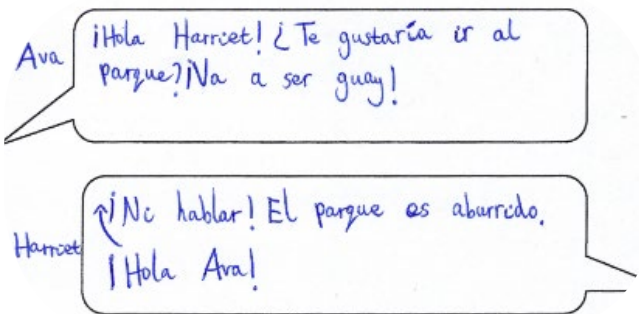 Ava
¡Hola Harriet! ¿Te gustaría ir al
parque? ¡Va a ser guay!
Harriet
¡Ni hablar! El parque es aburrido.
¡Hola Ava!